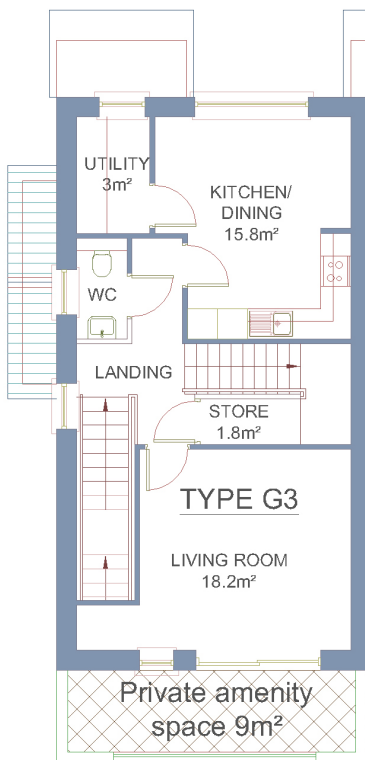 UTILITY
3m²
KITCHEN/
DINING
15.8m²
WC
LANDING
STORE
1.8m²
TYPE G3
LIVING ROOM
18.2m²
Private amenity
space 9m²